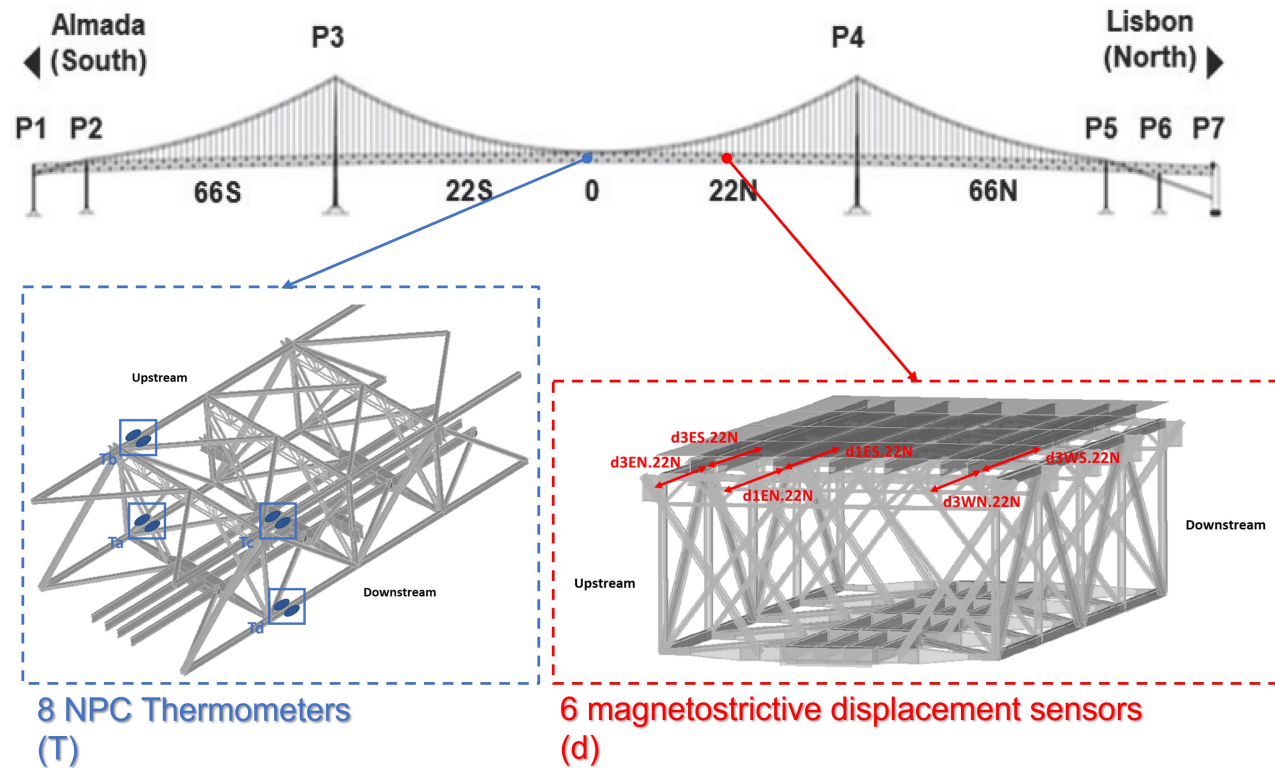 Almada
(South)
P3
P4
Lisbon
(North)
P1
P2
P5
P6
P7
66S
22S
0
22N
66N
Upstream
Tb
Ta
Tc
Td
Downstream
d3ES.22N
d3EN.22N
d1ES.22N
d1EN.22N
d3WS.22N
d3WN.22N
Downstream
Upstream
8 NPC Thermometers
(T)
6 magnetostrictive displacement sensors
(d)